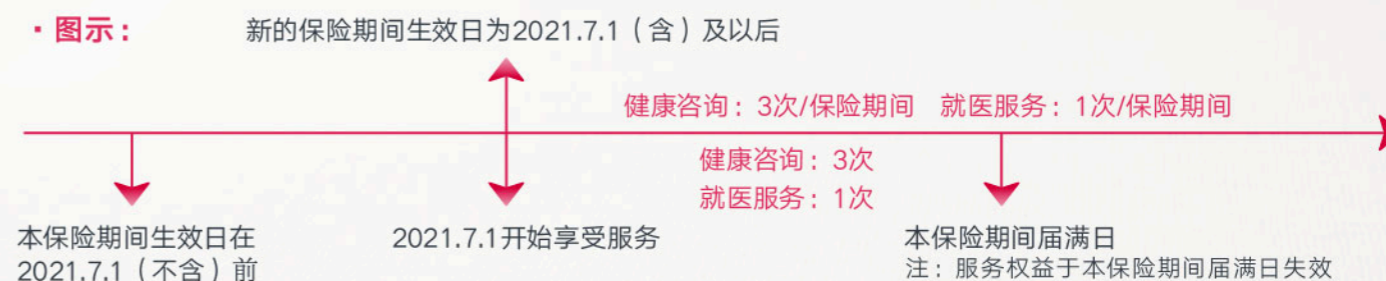 · 图示：
新的保险期间生效日为2021.7.1（含）及以后
健康咨询：3次/保险期间 就医服务：1次/保险期间
健康咨询：3次
就医服务：1次
本保险期间生效日在
2021.7.1（不含）前
2021.7.1开始享受服务
本保险期间届满日
注：服务权益于本保险期间届满日失效